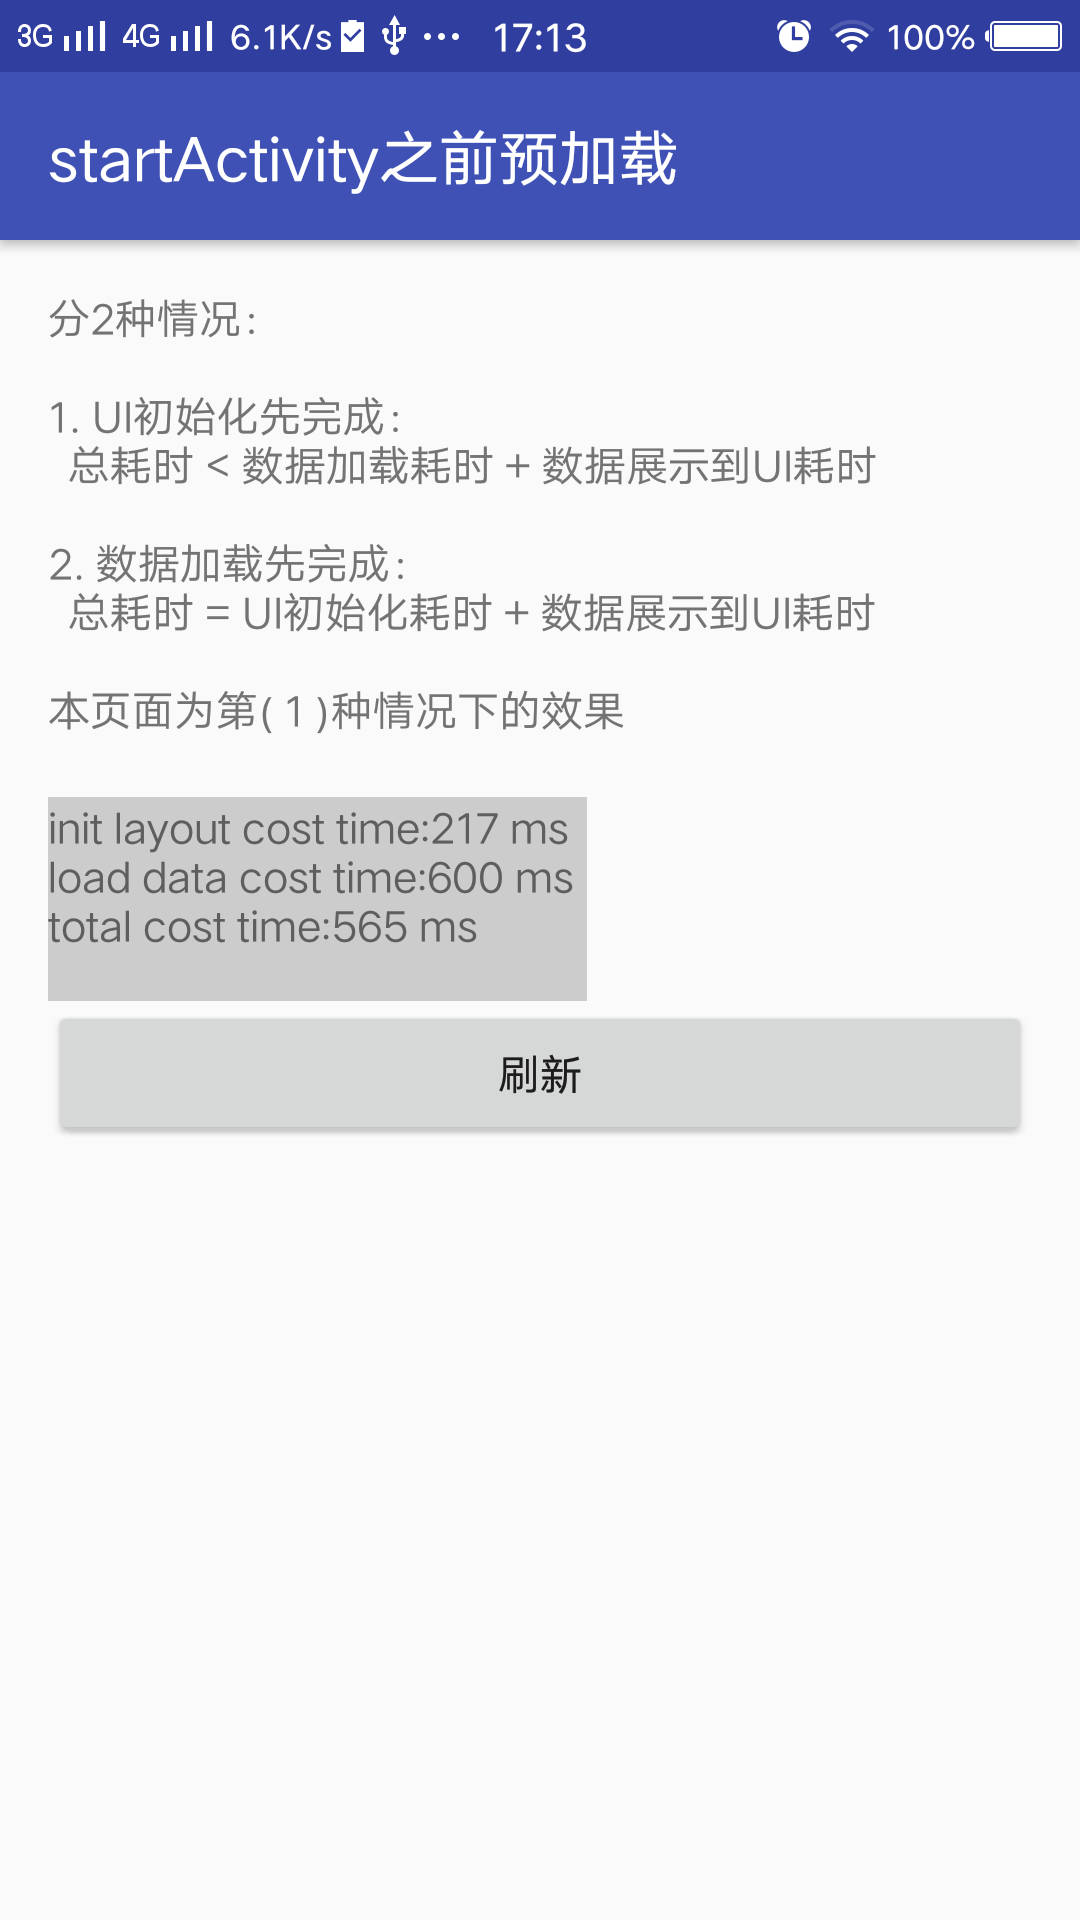 3G 4G 6.1K/s 17:13 100%
startActivity之前预加载
分2种情况：
1. UI初始化先完成：
总耗时 < 数据加载耗时 + 数据展示到UI耗时
2. 数据加载先完成：
总耗时 = UI初始化耗时 + 数据展示到UI耗时
本页面为第( 1 )种情况下的效果
init layout cost time:217 ms
load data cost time:600 ms
total cost time:565 ms
刷新